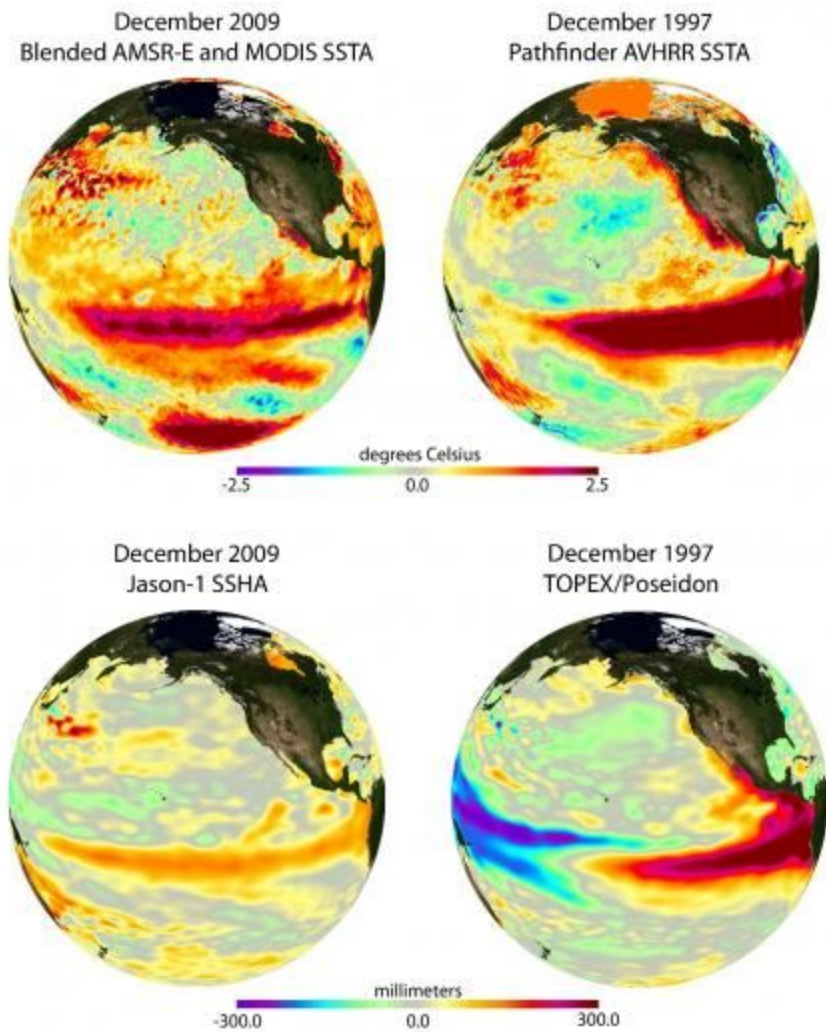 December 2009
Blended AMSR-E and MODIS SSTA
December 1997
Pathfinder AVHRR SSTA
degrees Celsius
-2.5
0.0
2.5
December 2009
Jason-1 SSHA
December 1997
TOPEX/Poseidon
millimeters
-300.0
0.0
300.0